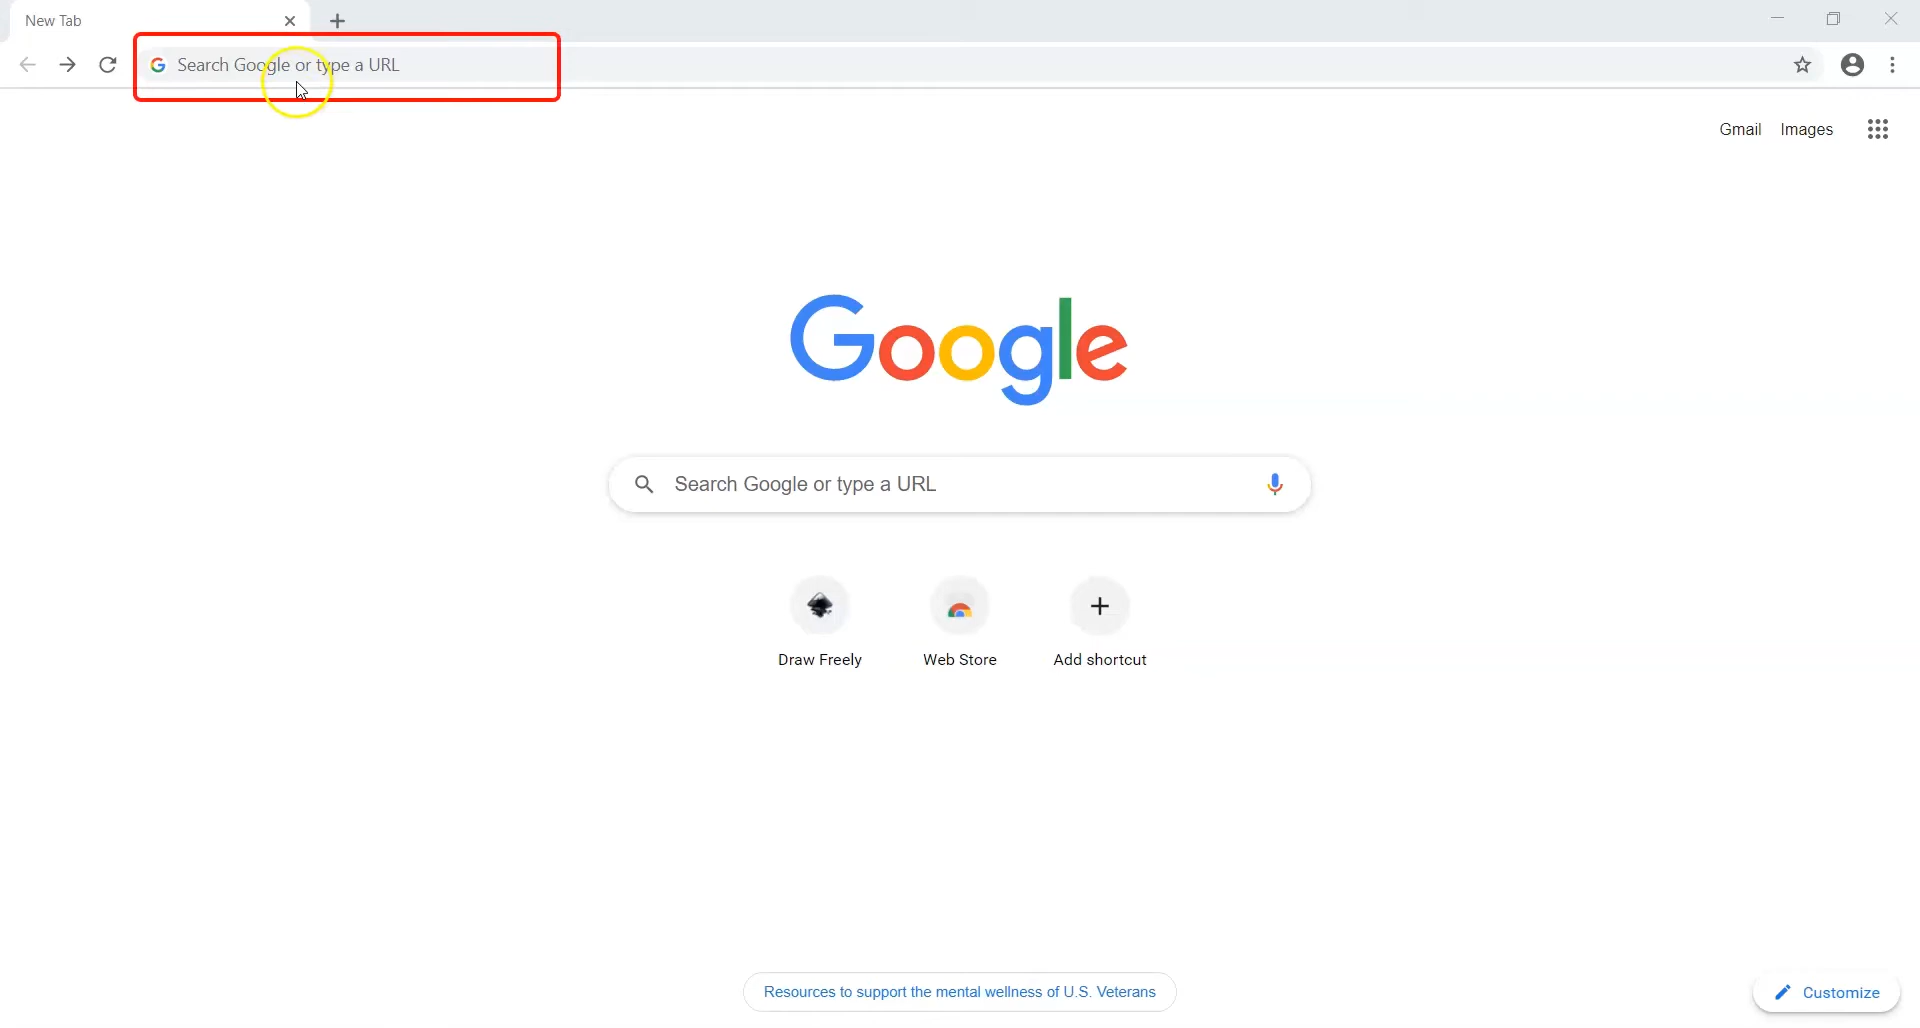 New Tab
Search Google or type a URL
Gmail Images
Google
Search Google or type a URL
Draw Freely Web Store Add shortcut
Resources to support the mental wellness of U.S. Veterans
Customize